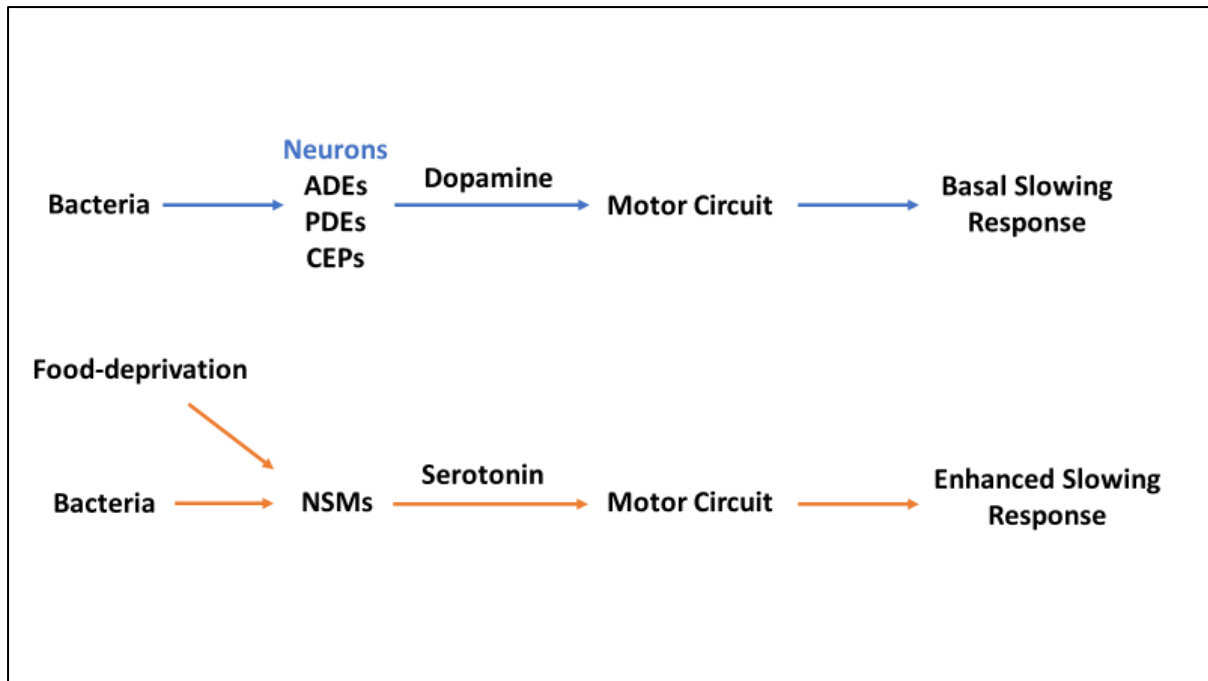 Neurons
ADEs
PDEs
CEPs
Bacteria
Dopamine
Motor Circuit
Basal Slowing
Response
Food-deprivation
Bacteria
NSMs
Serotonin
Motor Circuit
Enhanced Slowing
Response